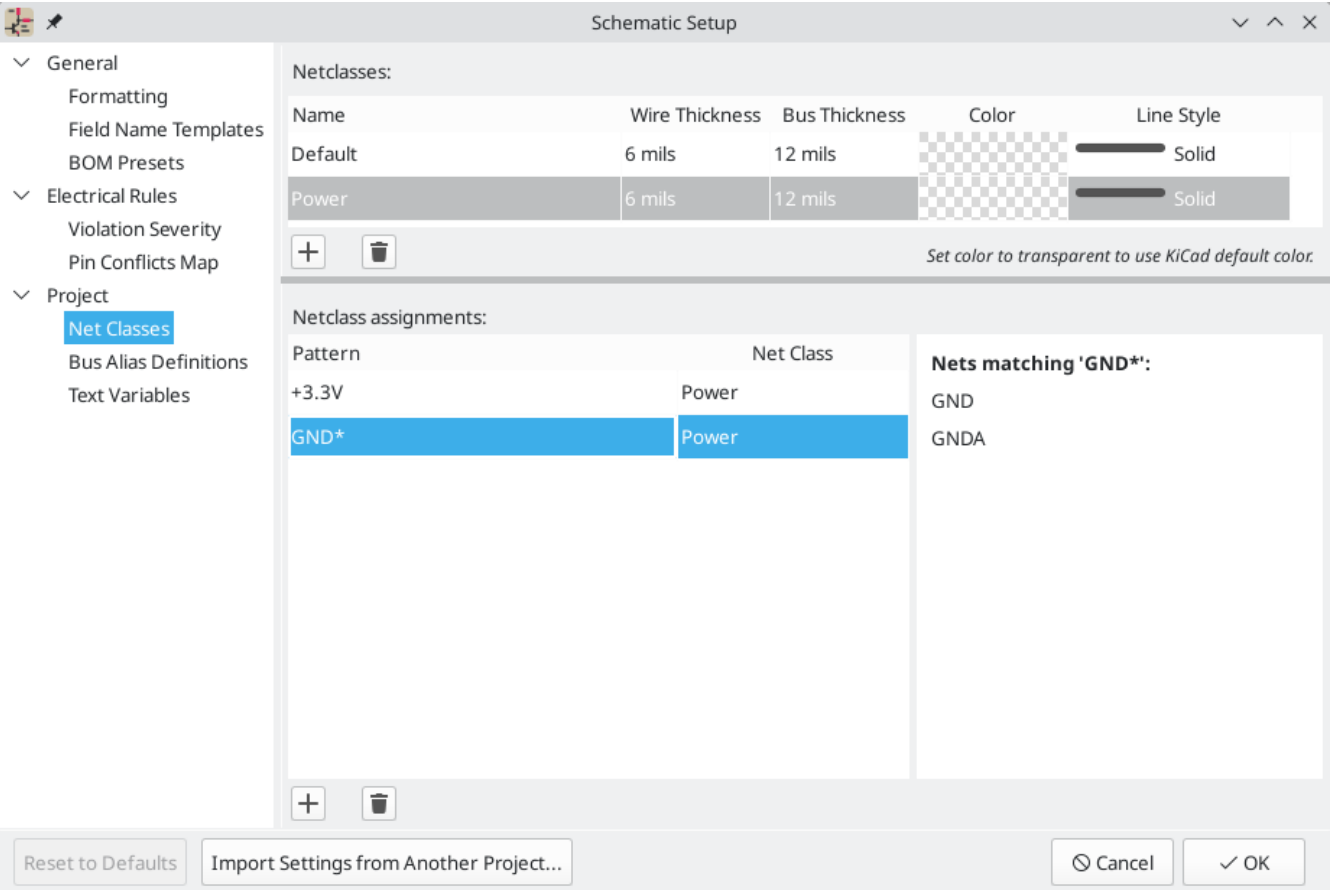 Schematic Setup
General
Formatting
Field Name Templates
BOM Presets
Electrical Rules
Violation Severity
Pin Conflicts Map
Project
Net Classes
Bus Alias Definitions
Text Variables
Netclasses:
Name Wire Thickness Bus Thickness Color Line Style
Default 6 mils 12 mils Solid
Power 6 mils 12 mils Solid
Set color to transparent to use KiCad default color.
Netclass assignments:
Pattern Net Class
+3.3V Power
GND* Power
Nets matching 'GND*':
GND
GNDA
Reset to Defaults Import Settings from Another Project... Cancel OK